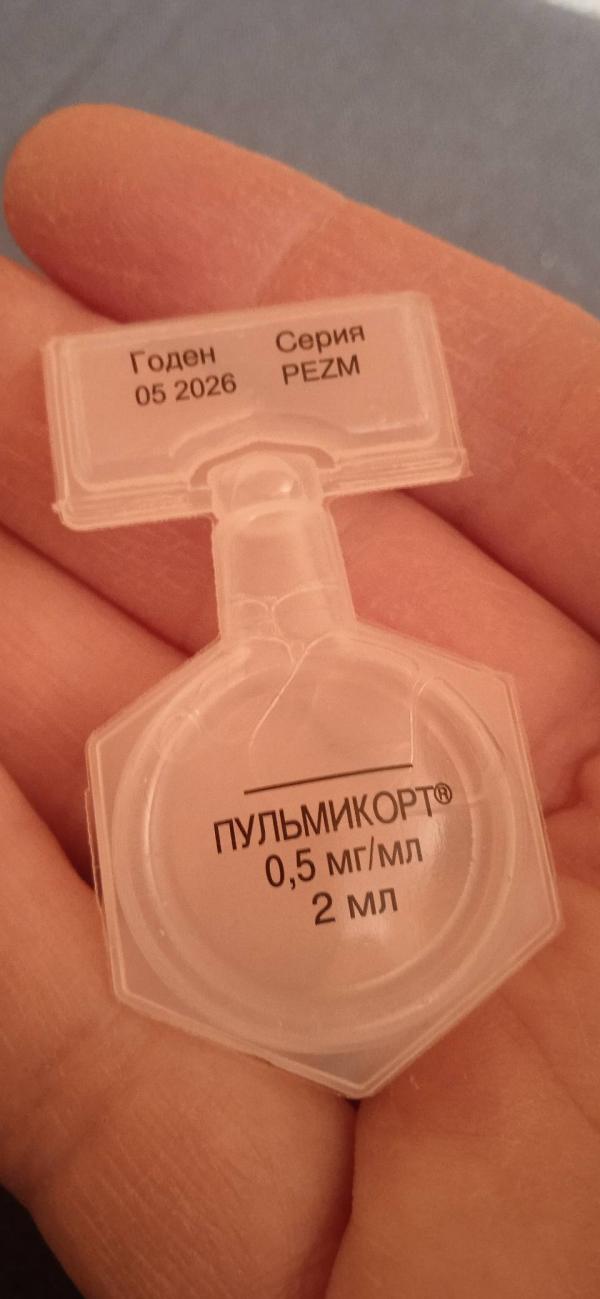 Годен Серия
05 2026 PEZM
ПУЛЬМИКОРТ®
0,5 мг/мл
2 мл